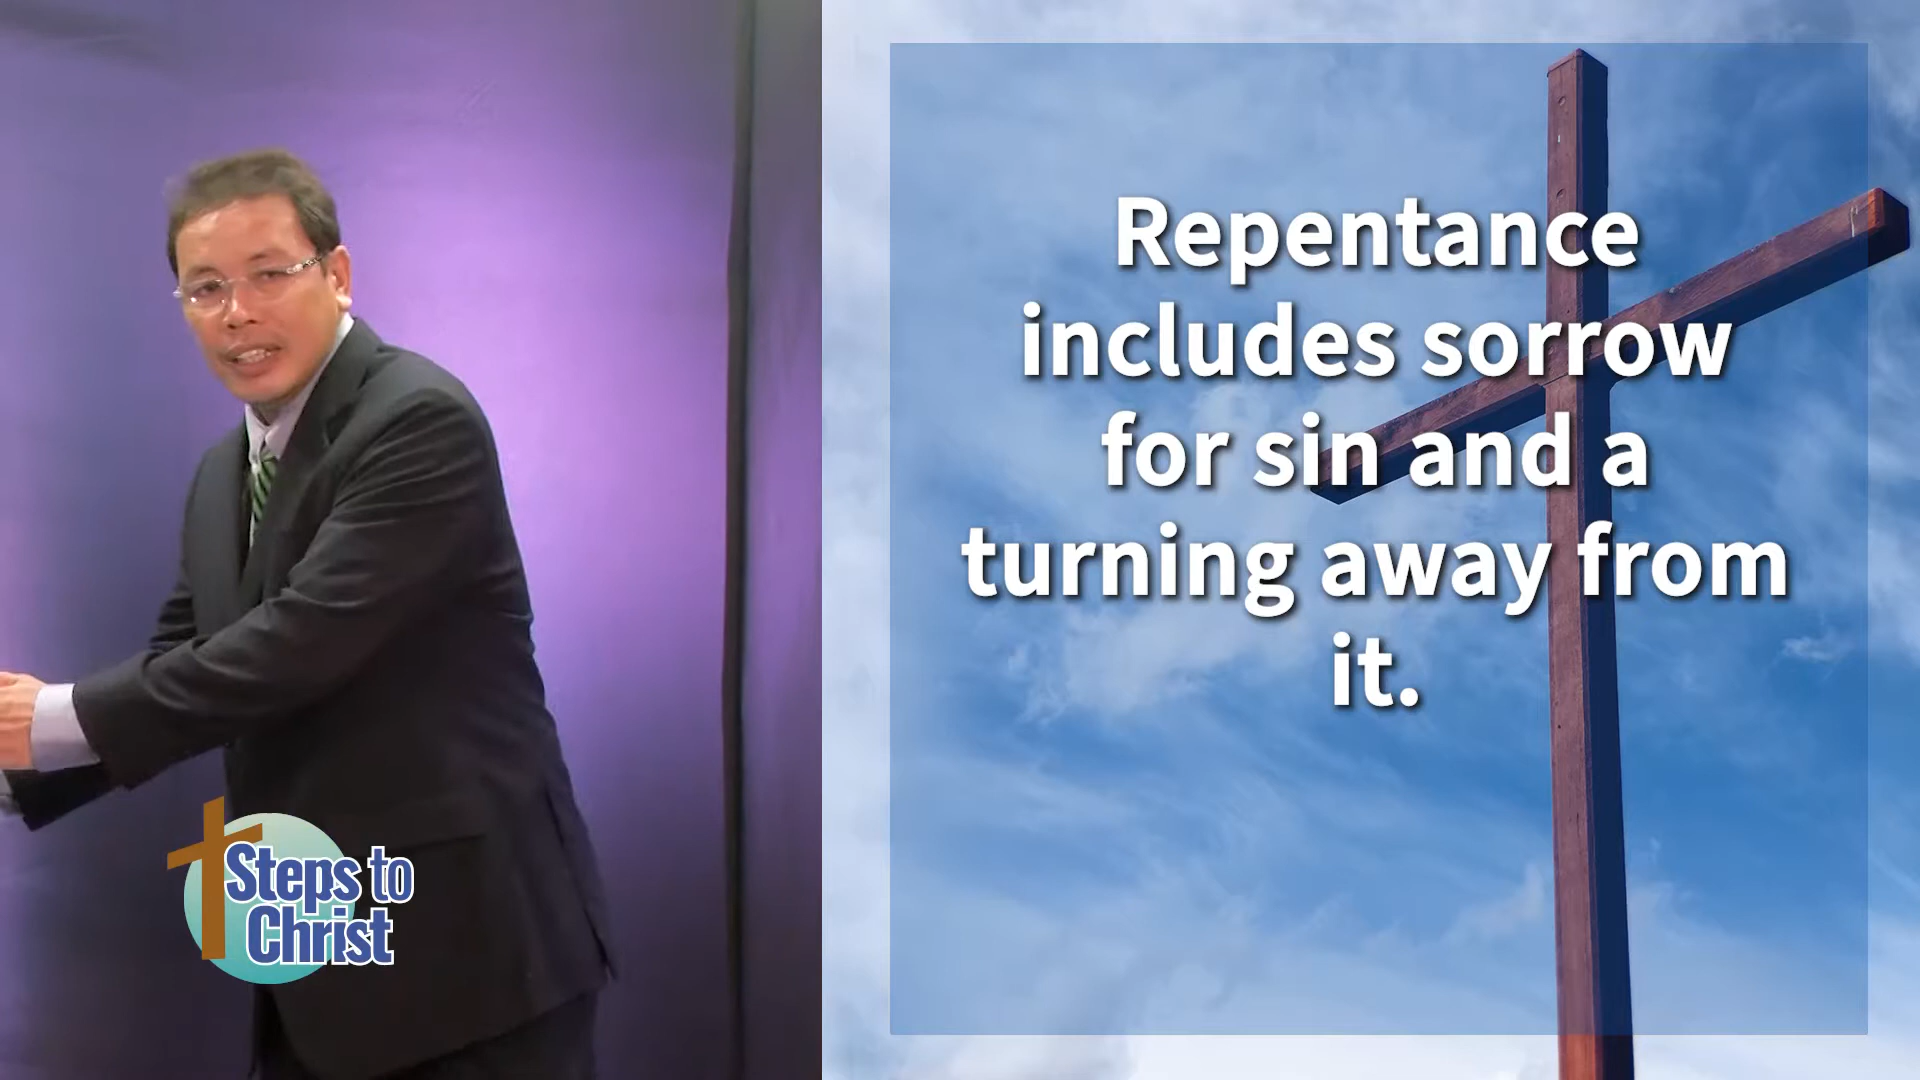 Repentance
includes sorrow
for sin and a
turning away from
it.
Steps to
Christ